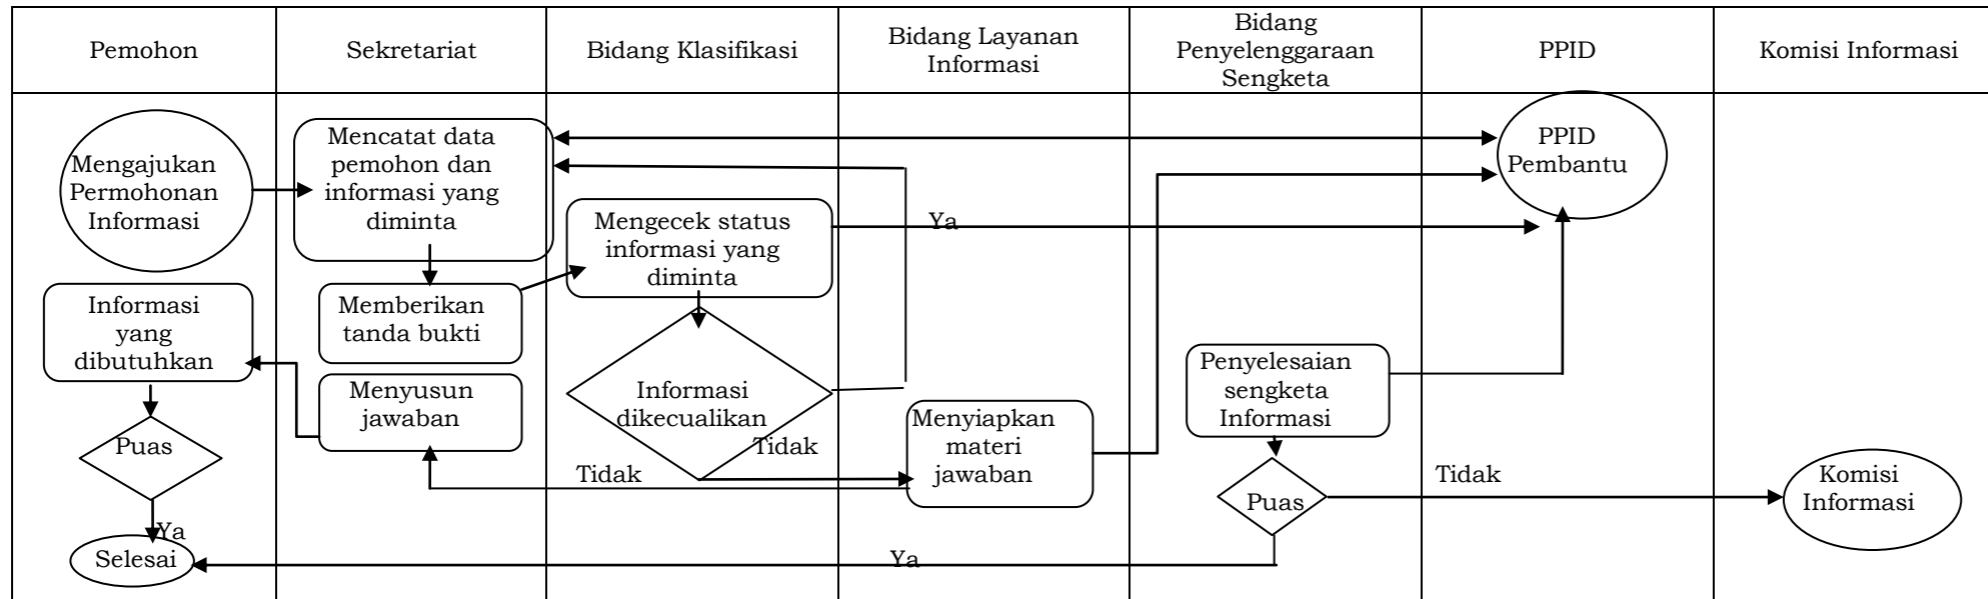 Pemohon
Sekretariat
Bidang Klasifikasi
Bidang Layanan
Informasi
Bidang
Penyelenggaraan
Sengketa
PPID
Komisi Informasi
Mengajukan
Permohonan
Informasi
Mencatat data
pemohon dan
informasi yang
diminta
PPID
Pembantu
Mengecek status
informasi yang
diminta
Ya
Informasi
yang
dibutuhkan
Memberikan
tanda bukti
Menyusun
jawaban
Informasi
dikecualikan
Tidak
Menyiapkan
materi
jawaban
Penyelesaian
sengketa
Informasi
Puas
Tidak
Puas
Tidak
Komisi
Informasi
Ya
Selesai
Ya